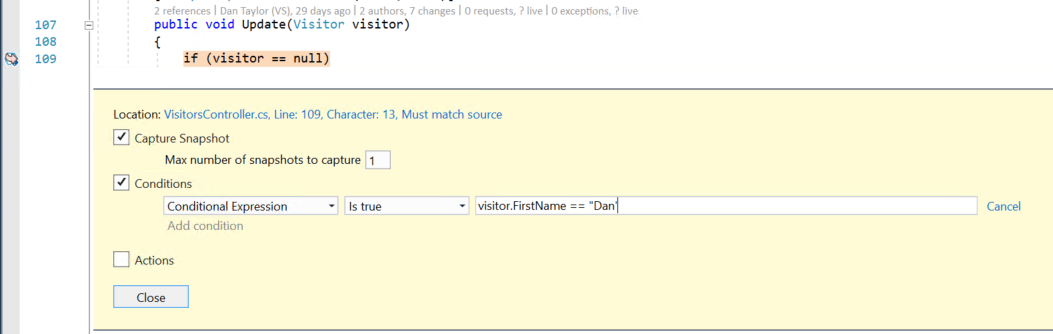 2 references | Dan Taylor (VS), 29 days ago | 2 authors, 7 changes | 0 requests, ? live | 0 exceptions, ? live
107 public void Update(Visitor visitor)
108 {
109 if (visitor == null)
Location: VisitorsController.cs, Line: 109, Character: 13, Must match source
Capture Snapshot
Max number of snapshots to capture 1
Conditions
Conditional Expression Is true visitor.FirstName == "Dan' Cancel
Add condition
Actions
Close